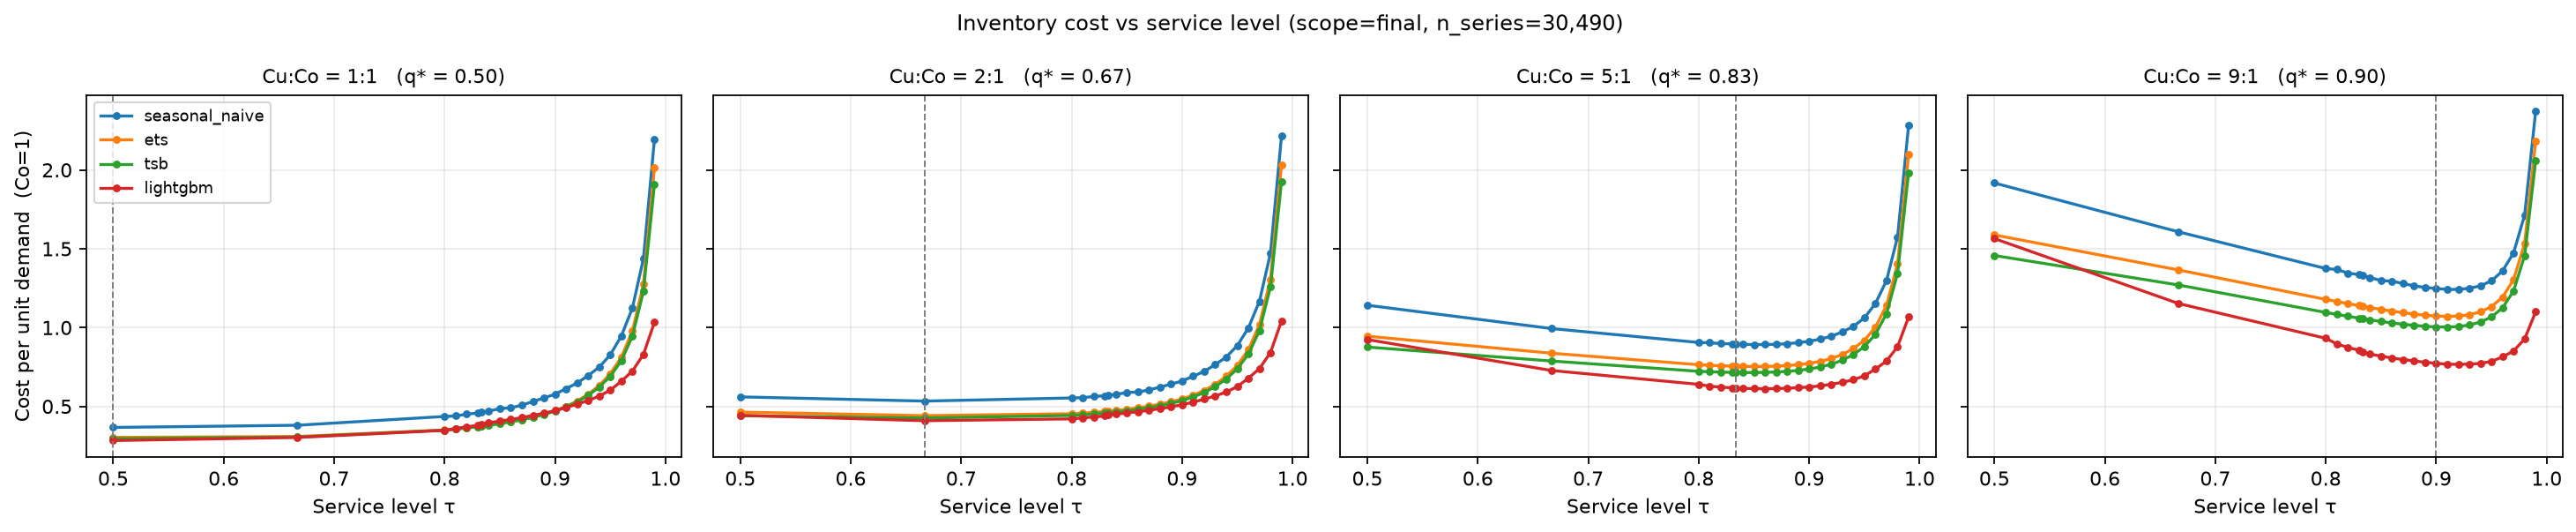 Inventory cost vs service level (scope=final, n_series=30,490)
Cu:Co = 1:1   (q* = 0.50)
Cu:Co = 2:1   (q* = 0.67)
Cu:Co = 5:1   (q* = 0.83)
Cu:Co = 9:1   (q* = 0.90)
seasonal_naive
ets
tsb
lightgbm
Cost per unit demand  (Co=1)
2.0
1.5
1.0
0.5
0.5 0.6 0.7 0.8 0.9 1.0
0.5 0.6 0.7 0.8 0.9 1.0
0.5 0.6 0.7 0.8 0.9 1.0
0.5 0.6 0.7 0.8 0.9 1.0
Service level τ
Service level τ
Service level τ
Service level τ